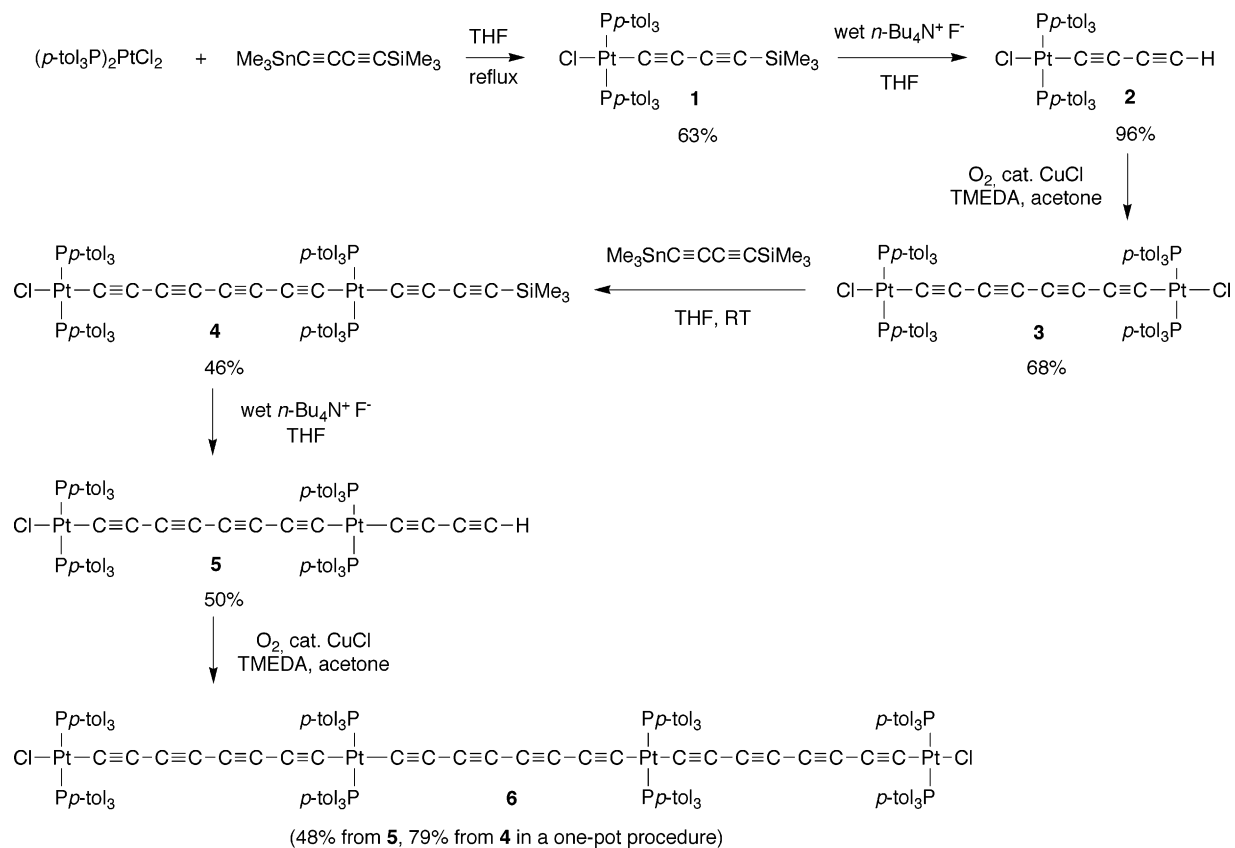 (p-tol₃P)₂PtCl₂ + Me₃SnC≡CC≡CSiMe₃
THF
reflux
Pp-tol₃
Cl—Pt—C≡C—C≡C—SiMe₃
Pp-tol₃
1
63%
wet n-Bu₄N⁺ F⁻
THF
Pp-tol₃
Cl—Pt—C≡C—C≡C—H
Pp-tol₃
2
96%
O₂, cat. CuCl
TMEDA, acetone
Pp-tol₃ p-tol₃P
Cl—Pt—C≡C—C≡C—C≡C—C≡C—Pt—Cl
Pp-tol₃ p-tol₃P
3
68%
Me₃SnC≡CC≡CSiMe₃
THF, RT
Pp-tol₃ p-tol₃P
Cl—Pt—C≡C—C≡C—C≡C—C≡C—Pt—C≡C—C≡C—SiMe₃
Pp-tol₃ p-tol₃P
4
46%
wet n-Bu₄N⁺ F⁻
THF
Pp-tol₃ p-tol₃P
Cl—Pt—C≡C—C≡C—C≡C—C≡C—Pt—C≡C—C≡C—H
Pp-tol₃ p-tol₃P
5
50%
O₂, cat. CuCl
TMEDA, acetone
Pp-tol₃ p-tol₃P Pp-tol₃ p-tol₃P
Cl—Pt—C≡C—C≡C—C≡C—C≡C—Pt—C≡C—C≡C—C≡C—C≡C—Pt—C≡C—C≡C—C≡C—C≡C—Pt—Cl
Pp-tol₃ p-tol₃P Pp-tol₃ p-tol₃P
6
(48% from 5, 79% from 4 in a one-pot procedure)